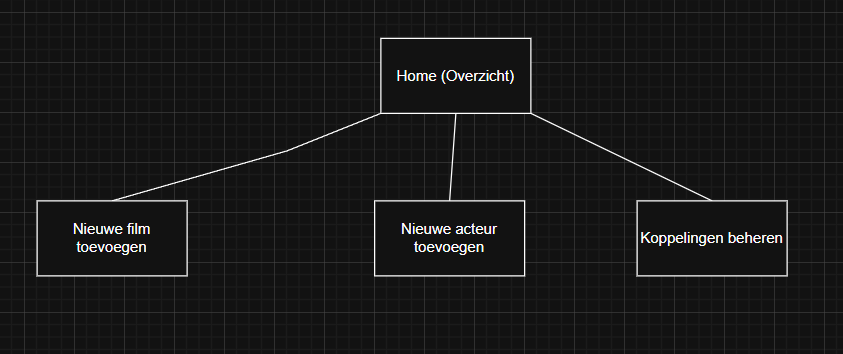 Home (Overzicht)
Nieuwe film
toevoegen
Nieuwe acteur
toevoegen
Koppelingen beheren